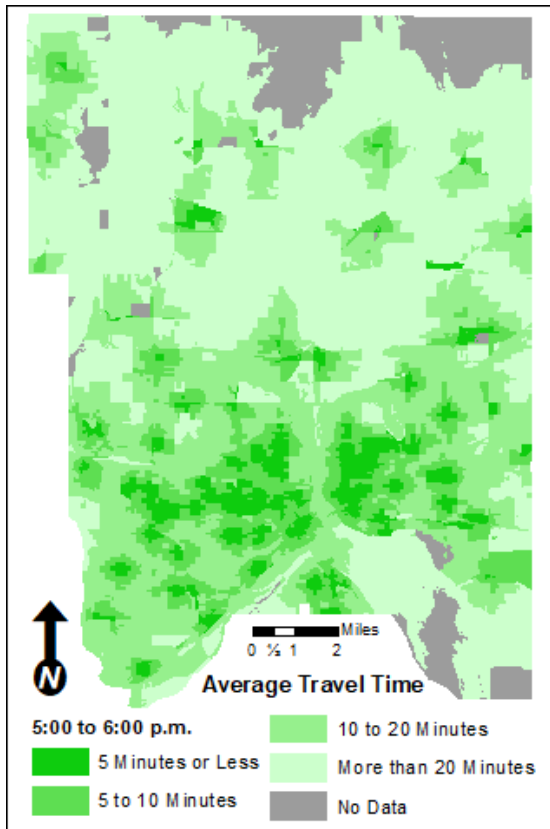 N
Miles
0 ½ 1 2
Average Travel Time
5:00 to 6:00 p.m.
5 Minutes or Less
5 to 10 Minutes
10 to 20 Minutes
More than 20 Minutes
No Data